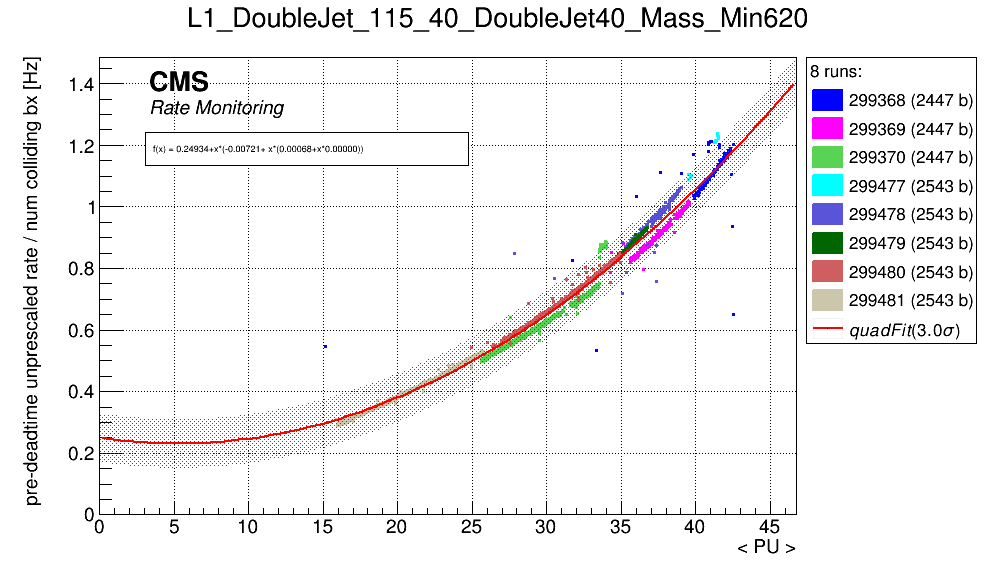 L1_DoubleJet_115_40_DoubleJet40_Mass_Min620
pre-deadtime unprescaled rate / num colliding bx [Hz]
CMS
Rate Monitoring
f(x) = 0.24934+x*(-0.00721+ x*(0.00068+x*0.00000))
1.4
1.2
1
0.8
0.6
0.4
0.2
0
0 5 10 15 20 25 30 35 40 45
< PU >
8 runs:
299368 (2447 b)
299369 (2447 b)
299370 (2447 b)
299477 (2543 b)
299478 (2543 b)
299479 (2543 b)
299480 (2543 b)
299481 (2543 b)
quadFit(3.0σ)